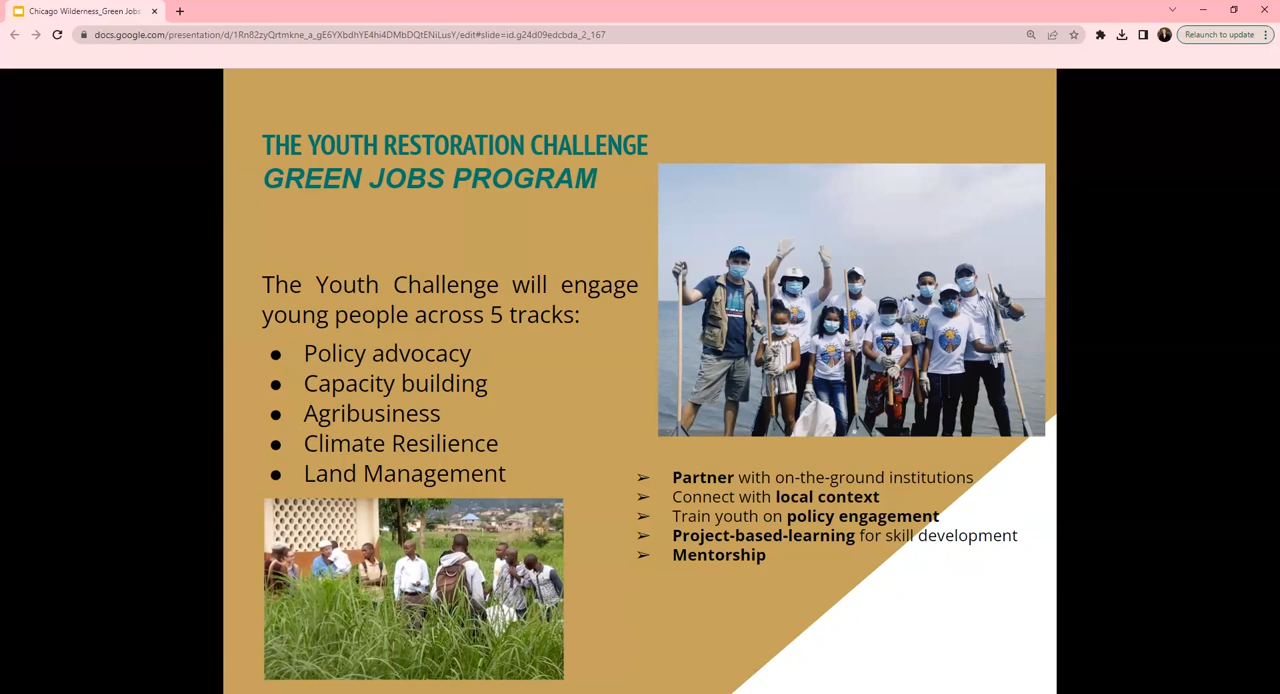 Chicago Wilderness_Green Jobs
docs.google.com/presentation/d/1Rn82zyQrtmkne_a_gE6YXbdhYE4hi4DMbDQtENiLusY/edit#slide=id.g24d09edcbda_2_167
Relaunch to update
THE YOUTH RESTORATION CHALLENGE
GREEN JOBS PROGRAM
The Youth Challenge will engage
young people across 5 tracks:
● Policy advocacy
● Capacity building
● Agribusiness
● Climate Resilience
● Land Management
➢ Partner with on-the-ground institutions
➢ Connect with local context
➢ Train youth on policy engagement
➢ Project-based-learning for skill development
➢ Mentorship